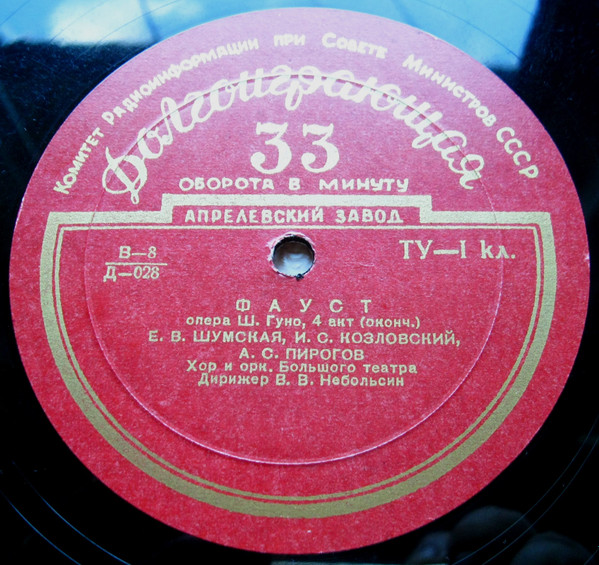 Комитет Радиоинформации при Совете Министров СССР
Долгоиграющая
33
ОБОРОТА В МИНУТУ
АПРЕЛЕВСКИЙ ЗАВОД
В—8
Д—028
ТУ—I кл.
ФАУСТ
опера Ш. Гуно, 4 акт (оконч.)
Е. В. ШУМСКАЯ, И. С. КОЗЛОВСКИЙ,
А. С. ПИРОГОВ
Хор и орк. Большого театра
Дирижер В. В. Небольсин